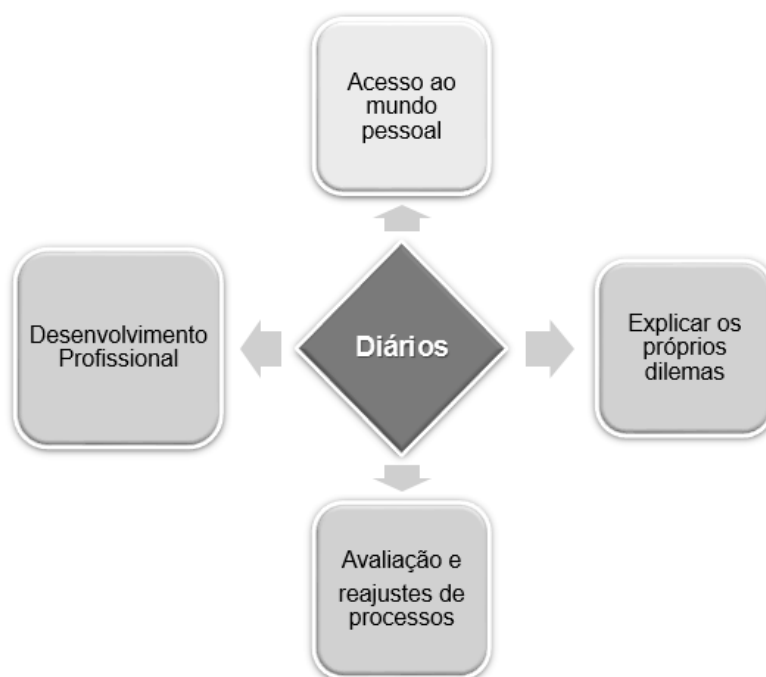 Acesso ao
mundo
pessoal
Desenvolvimento
Profissional
Diários
Explicar os
próprios
dilemas
Avaliação e
reajustes de
processos